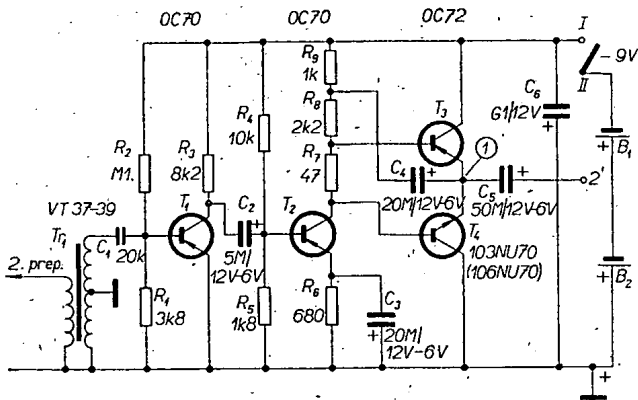 OC70 OC70 OC72
I
II
- 9V
R9
1k
R8
2k2
R7
47
R4
10k
R2
M1
R3
8k2
T3
1
C6
G1/12V
+
B1
+
C4
+
20M/12V-6V
C5
+
50M/12V-6V
2'
VT 37-39
Tr1
C1
20k
T1
C2
+
5M/
12V-6V
T2
T4
103NU70
(106NU70)
2. prep.
R1
3k8
R5
1k8
R6
680
C3
+
20M/
12V-6V
B2
+
+